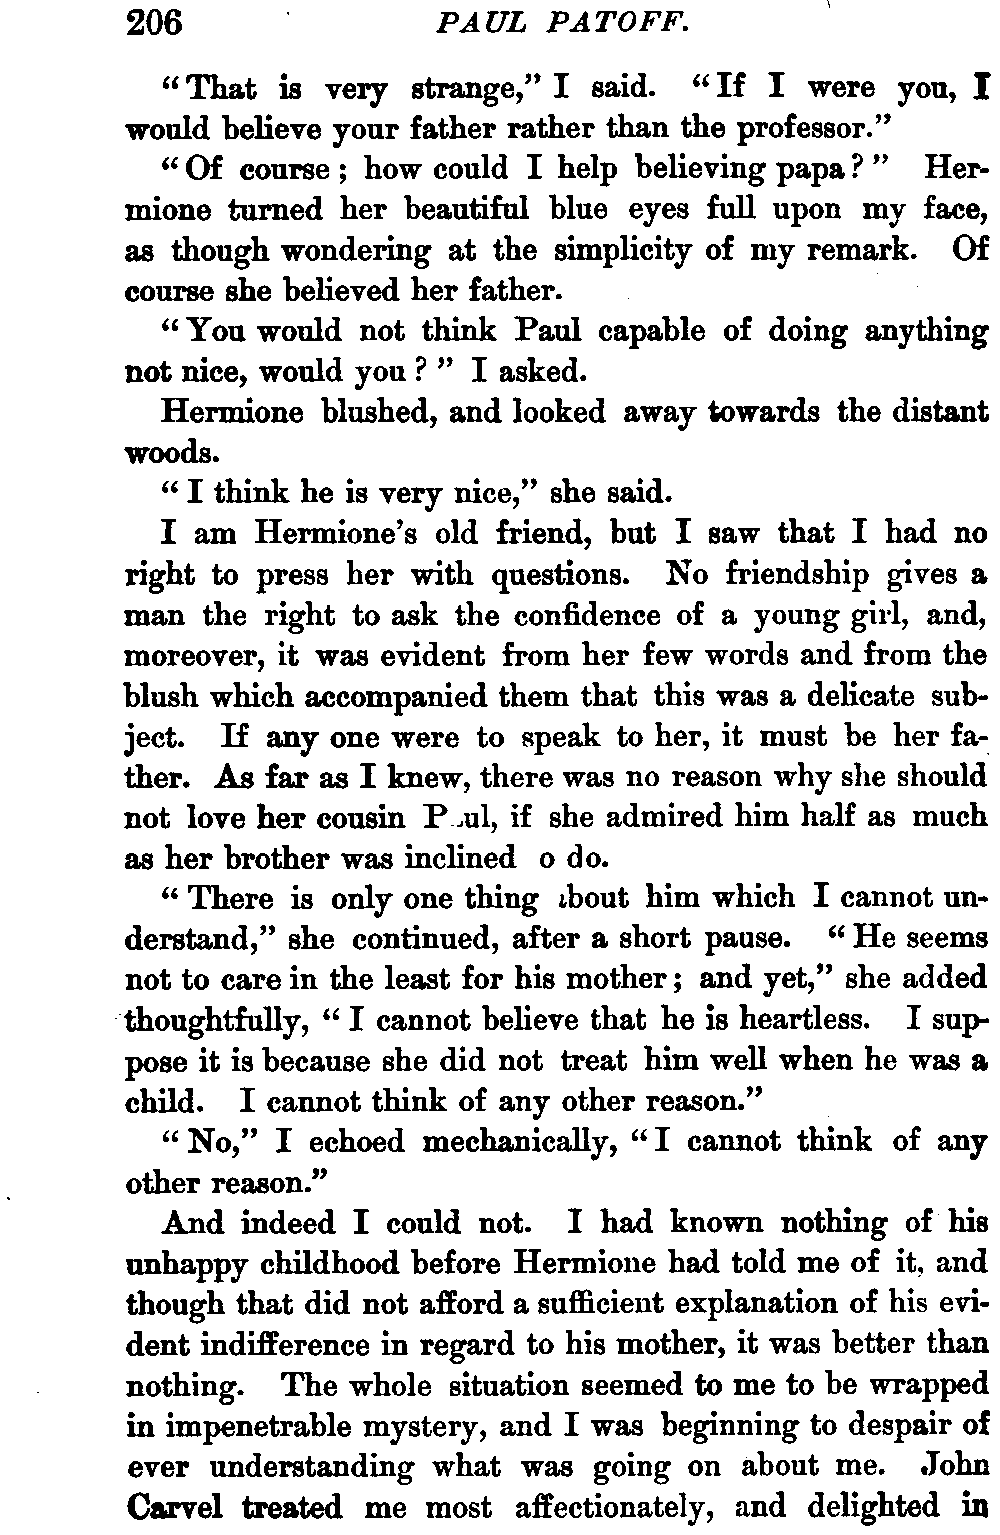 206 PAUL PATOFF.
"That is very strange," I said. "If I were you, I
would believe your father rather than the professor."
"Of course; how could I help believing papa?" Her-
mione turned her beautiful blue eyes full upon my face,
as though wondering at the simplicity of my remark. Of
course she believed her father.
"You would not think Paul capable of doing anything
not nice, would you?" I asked.
Hermione blushed, and looked away towards the distant
woods.
"I think he is very nice," she said.
I am Hermione's old friend, but I saw that I had no
right to press her with questions. No friendship gives a
man the right to ask the confidence of a young girl, and,
moreover, it was evident from her few words and from the
blush which accompanied them that this was a delicate sub-
ject. If any one were to speak to her, it must be her fa-
ther. As far as I knew, there was no reason why she should
not love her cousin Paul, if she admired him half as much
as her brother was inclined o do.
"There is only one thing about him which I cannot un-
derstand," she continued, after a short pause. "He seems
not to care in the least for his mother; and yet," she added
thoughtfully, "I cannot believe that he is heartless. I sup-
pose it is because she did not treat him well when he was a
child. I cannot think of any other reason."
"No," I echoed mechanically, "I cannot think of any
other reason."
And indeed I could not. I had known nothing of his
unhappy childhood before Hermione had told me of it, and
though that did not afford a sufficient explanation of his evi-
dent indifference in regard to his mother, it was better than
nothing. The whole situation seemed to me to be wrapped
in impenetrable mystery, and I was beginning to despair of
ever understanding what was going on about me. John
Carvel treated me most affectionately, and delighted in